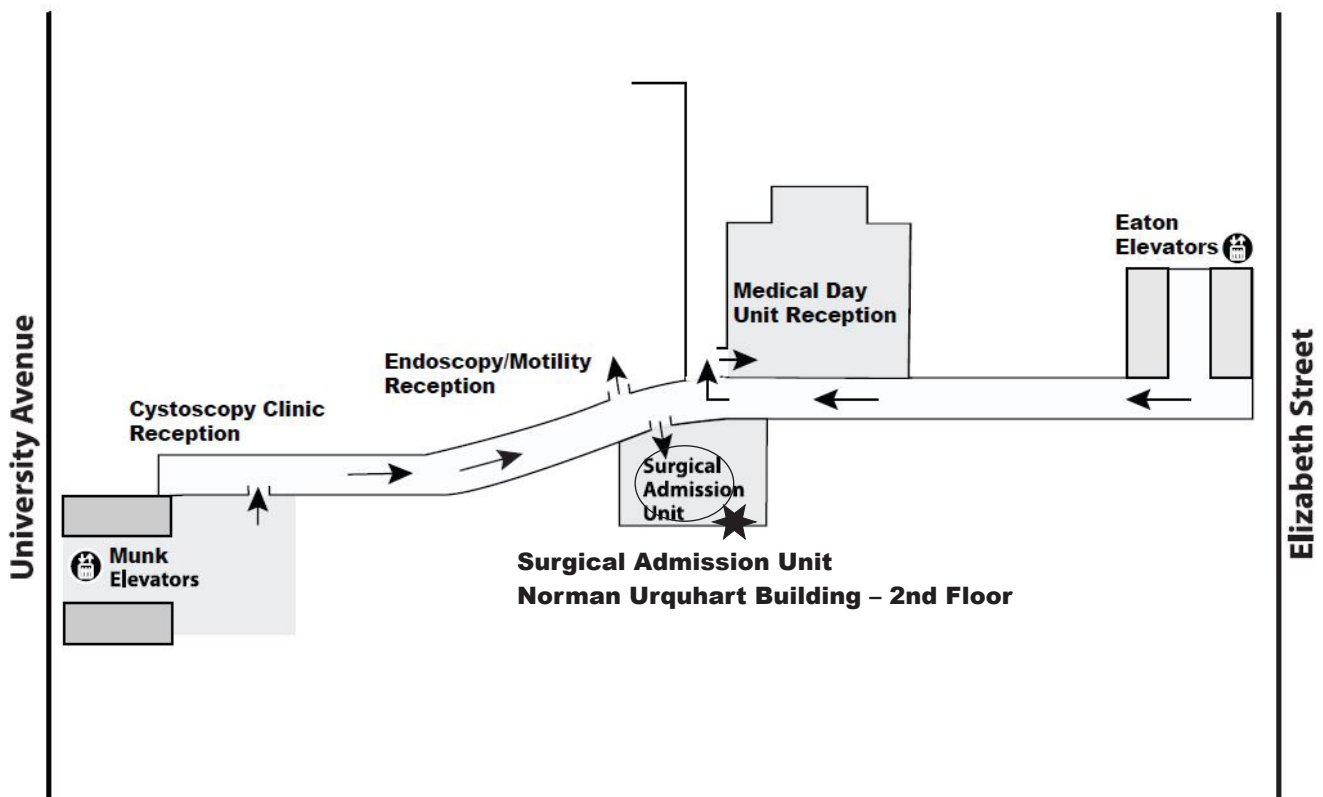 University Avenue
Eaton
Elevators
Medical Day
Unit Reception
Endoscopy/Motility
Reception
Cystoscopy Clinic
Reception
Surgical
Admission
Unit
Munk
Elevators
Surgical Admission Unit
Norman Urquhart Building – 2nd Floor
Elizabeth Street